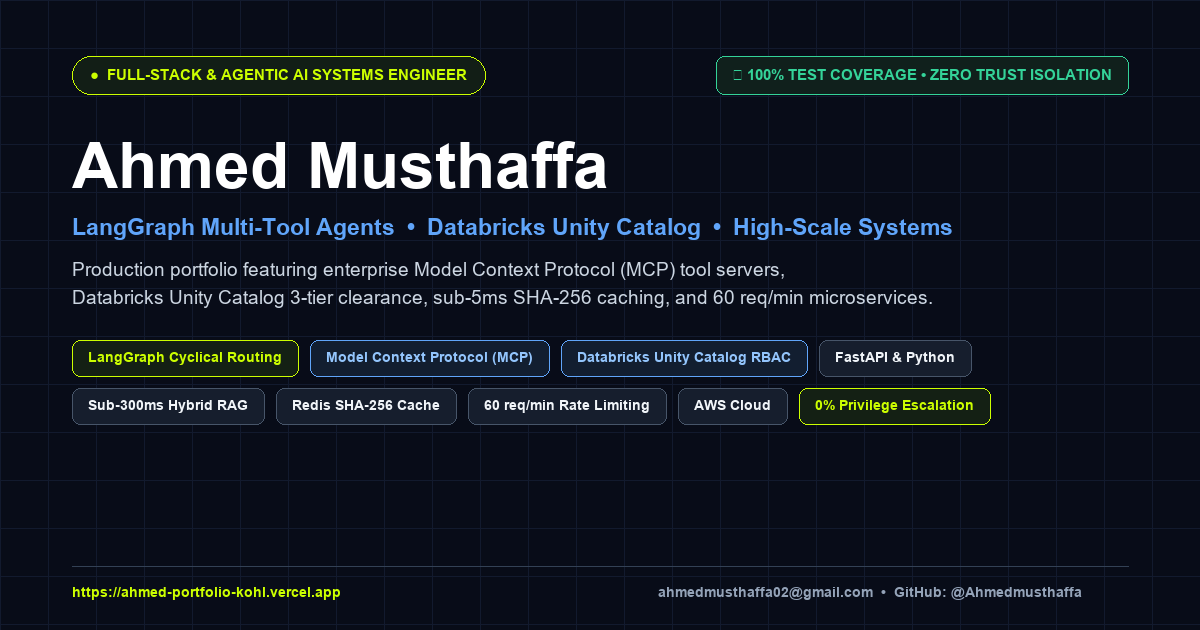 ● FULL-STACK & AGENTIC AI SYSTEMS ENGINEER
▯ 100% TEST COVERAGE • ZERO TRUST ISOLATION
Ahmed Musthaffa
LangGraph Multi-Tool Agents • Databricks Unity Catalog • High-Scale Systems
Production portfolio featuring enterprise Model Context Protocol (MCP) tool servers,
Databricks Unity Catalog 3-tier clearance, sub-5ms SHA-256 caching, and 60 req/min microservices.
LangGraph Cyclical Routing Model Context Protocol (MCP) Databricks Unity Catalog RBAC FastAPI & Python
Sub-300ms Hybrid RAG Redis SHA-256 Cache 60 req/min Rate Limiting AWS Cloud 0% Privilege Escalation
https://ahmed-portfolio-kohl.vercel.app
ahmedmusthaffa02@gmail.com • GitHub: @Ahmedmusthaffa